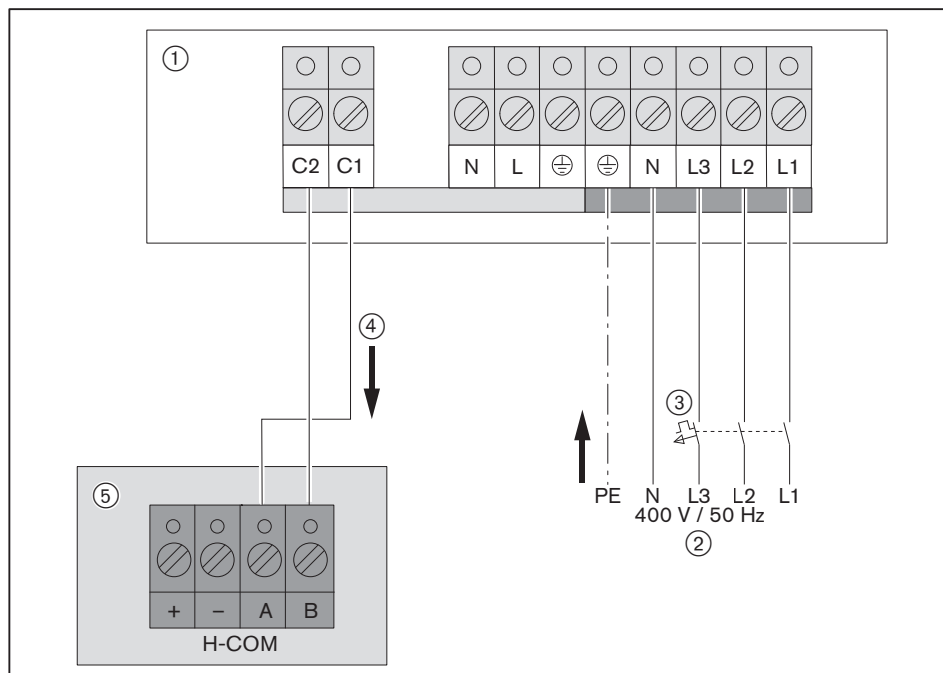 ①
C2 C1 N L N L3 L2 L1
④
③
⑤
PE N L3 L2 L1
400 V / 50 Hz
②
+ − A B
H-COM